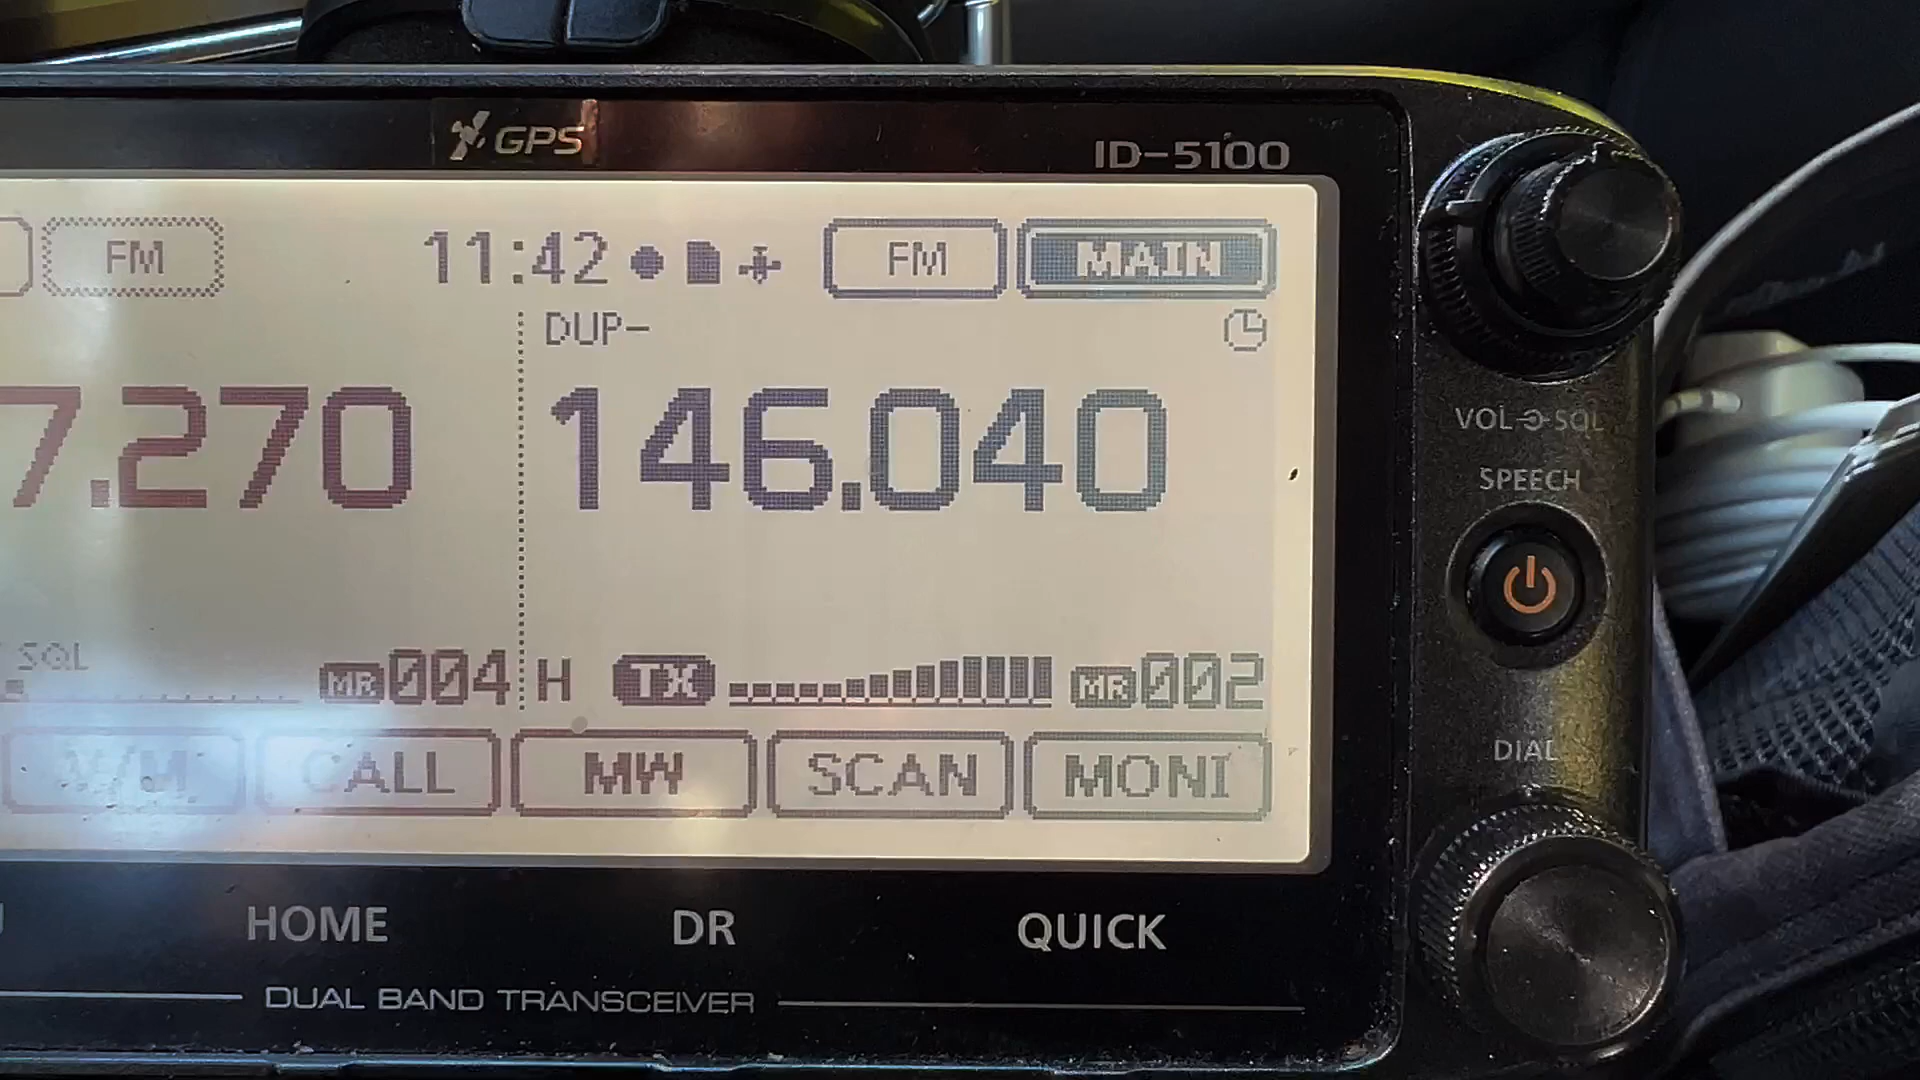 GPS
ID-5100
FM 11:42 FM MAIN
DUP-
7.270 146.040
SQL MR 004 H TX MR 002
V/M CALL MW SCAN MONI
HOME DR QUICK
DUAL BAND TRANSCEIVER
VOL SQL
SPEECH
DIAL